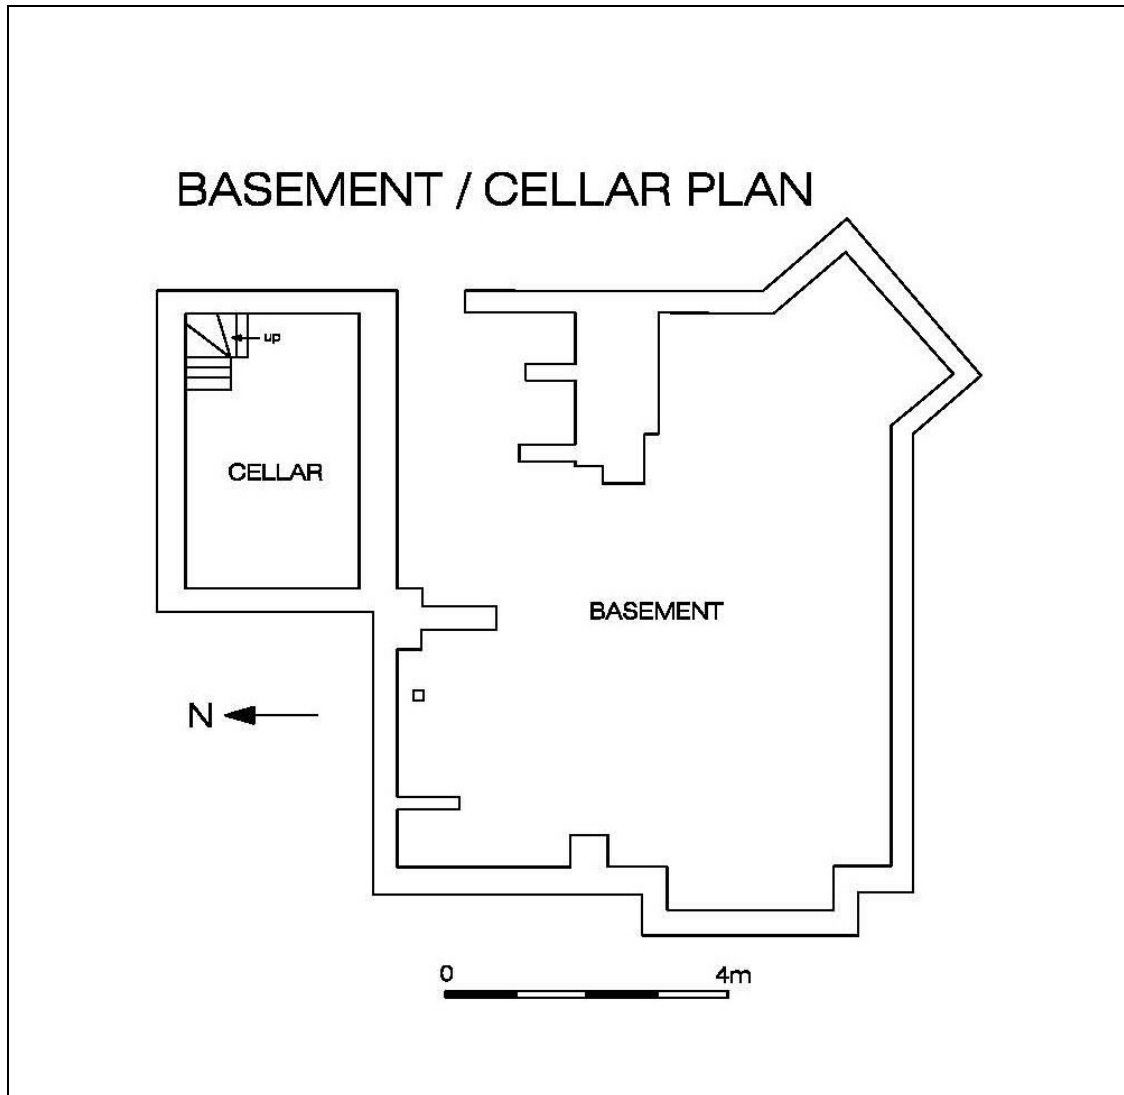 BASEMENT / CELLAR PLAN
up
CELLAR
BASEMENT
N
0 4m